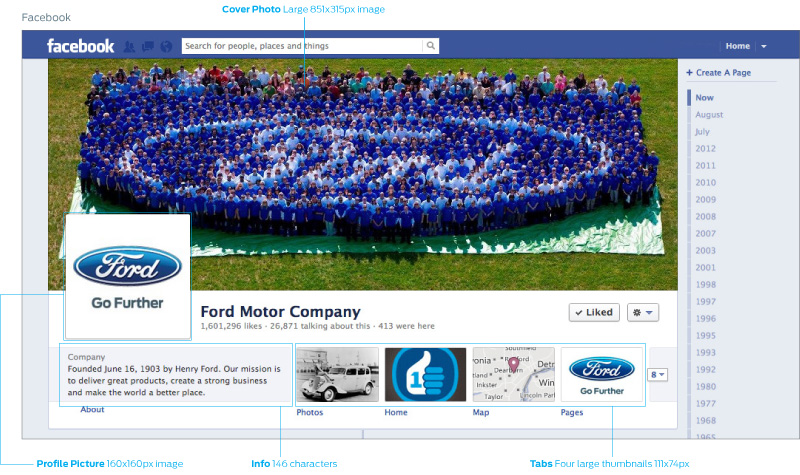 Cover Photo Large 851x315px image
Facebook
facebook
Search for people, places and things
Home
+ Create A Page
Now
August
July
2012
2011
2010
2009
2008
2007
2003
2001
1998
1997
1996
1995
1993
1992
1980
1977
1968
1965
Ford
Go Further
Ford Motor Company
1,601,296 likes · 26,871 talking about this · 413 were here
✓ Liked
Company
Founded June 16, 1903 by Henry Ford. Our mission is
to deliver great products, create a strong business
and make the world a better place.
About
Photos
1
Home
Southfield
Dearborn
Detr
Inkster
Win
Taylor
Lincoln Park
Map
Ford
Go Further
Pages
8
Profile Picture 160x160px image
Info 146 characters
Tabs Four large thumbnails 111x74px